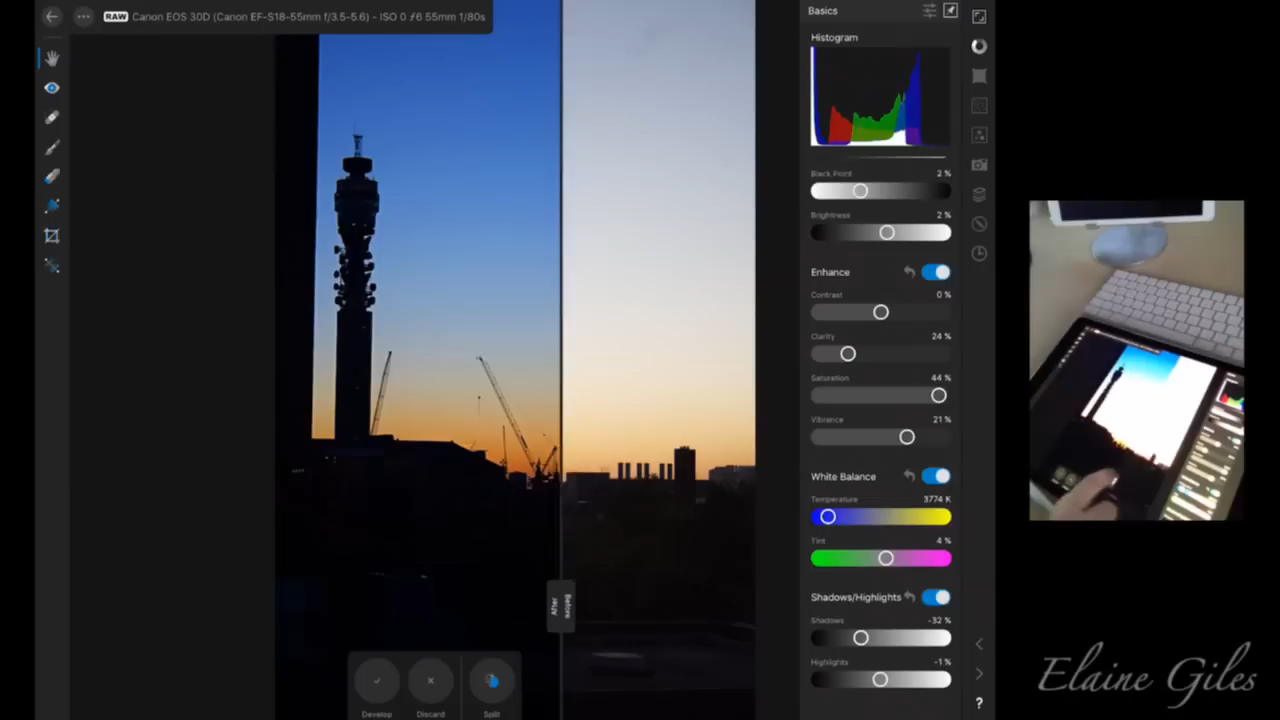 RAW Canon EOS 30D (Canon EF-S18-55mm f/3.5-5.6) - ISO 0 ƒ6 55mm 1/80s
Basics
Histogram
Black Point 2 %
Brightness 2 %
Enhance
Contrast 0 %
Clarity 24 %
Saturation 44 %
Vibrance 21 %
White Balance
Temperature 3774 K
Tint 4 %
Shadows/Highlights
Shadows -32 %
Highlights -1 %
After Before
Develop Discard Split
?
Elaine Giles